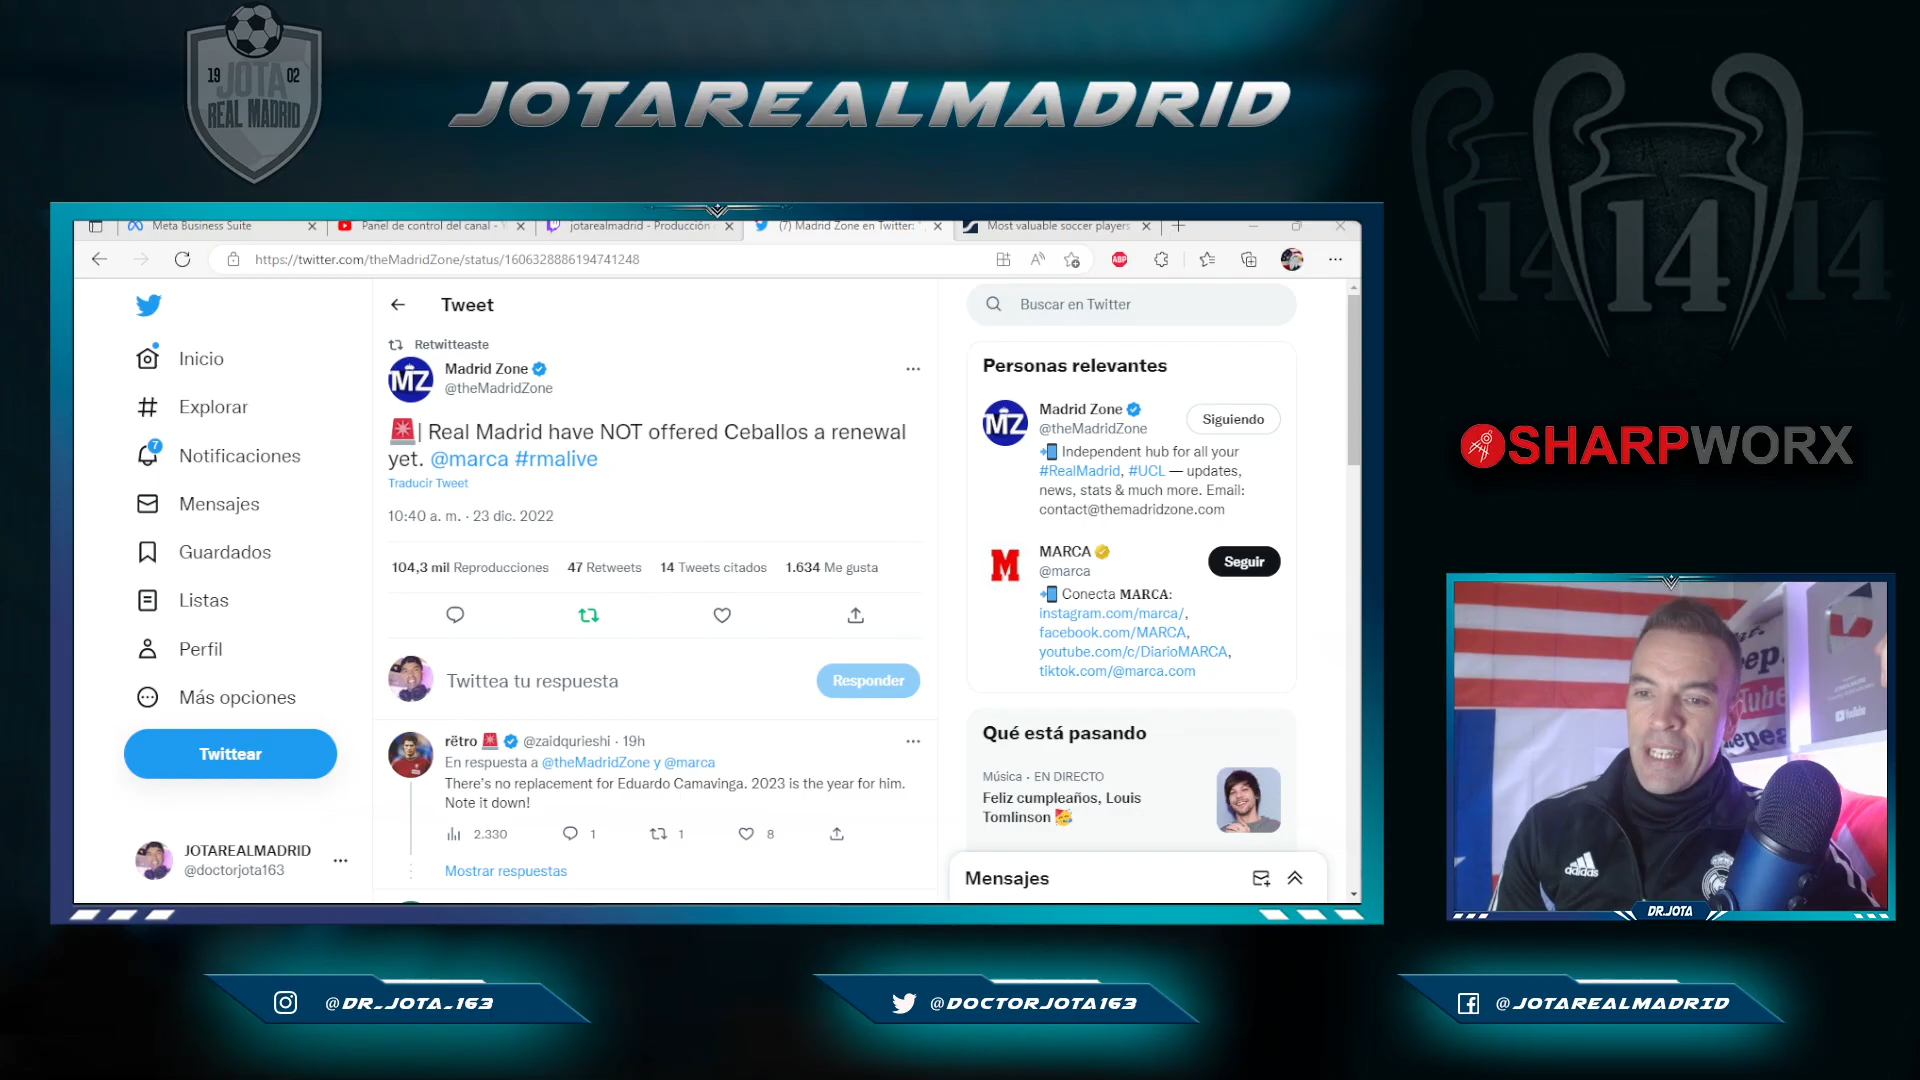 19 02
JOTA
REAL MADRID
JOTAREALMADRID
14 14 14
Meta Business Suite
Panel de control del canal - Y
jotarealmadrid - Producción
(7) Madrid Zone en Twitter: "
Most valuable soccer players
https://twitter.com/theMadridZone/status/1606328886194741248
ABP
Inicio
Explorar
7
Notificaciones
Mensajes
Guardados
Listas
Perfil
Más opciones
Twittear
JOTAREALMADRID
@doctorjota163
Tweet
Retwitteaste
MZ
Madrid Zone
@theMadridZone
🚨| Real Madrid have NOT offered Ceballos a renewal
yet. @marca #rmalive
Traducir Tweet
10:40 a. m. · 23 dic. 2022
104,3 mil Reproducciones 47 Retweets 14 Tweets citados 1.634 Me gusta
Twittea tu respuesta
Responder
rëtro 🚨 @zaidqurieshi · 19h
En respuesta a @theMadridZone y @marca
There's no replacement for Eduardo Camavinga. 2023 is the year for him.
Note it down!
2.330 1 1 8
Mostrar respuestas
Buscar en Twitter
Personas relevantes
MZ
Madrid Zone
@theMadridZone
Siguiendo
📲 Independent hub for all your
#RealMadrid, #UCL — updates,
news, stats & much more. Email:
contact@themadridzone.com
M
MARCA
@marca
Seguir
📲 Conecta MARCA:
instagram.com/marca/,
facebook.com/MARCA,
youtube.com/c/DiarioMARCA,
tiktok.com/@marca.com
Qué está pasando
Música · EN DIRECTO
Feliz cumpleaños, Louis
Tomlinson 🥳
Mensajes
SHARPWORX
YouTube
adidas
DR.JOTA
@DR_JOTA_163
@DOCTORJOTA163
@JOTAREALMADRID